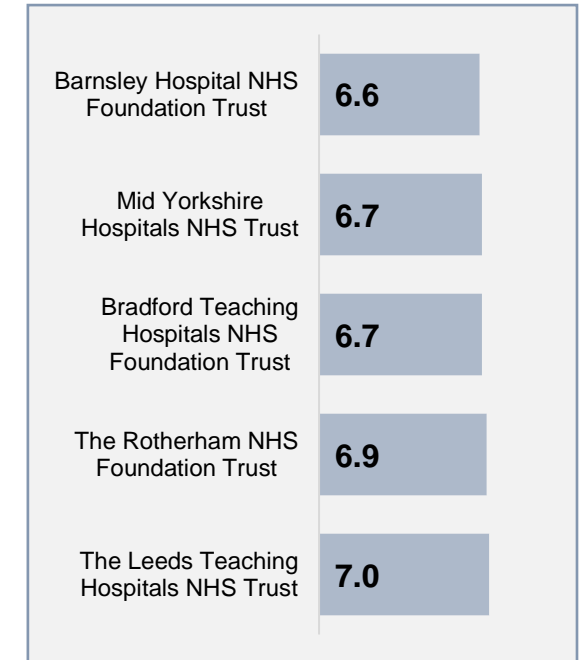 Barnsley Hospital NHS
Foundation Trust
6.6
Mid Yorkshire
Hospitals NHS Trust
6.7
Bradford Teaching
Hospitals NHS
Foundation Trust
6.7
The Rotherham NHS
Foundation Trust
6.9
The Leeds Teaching
Hospitals NHS Trust
7.0